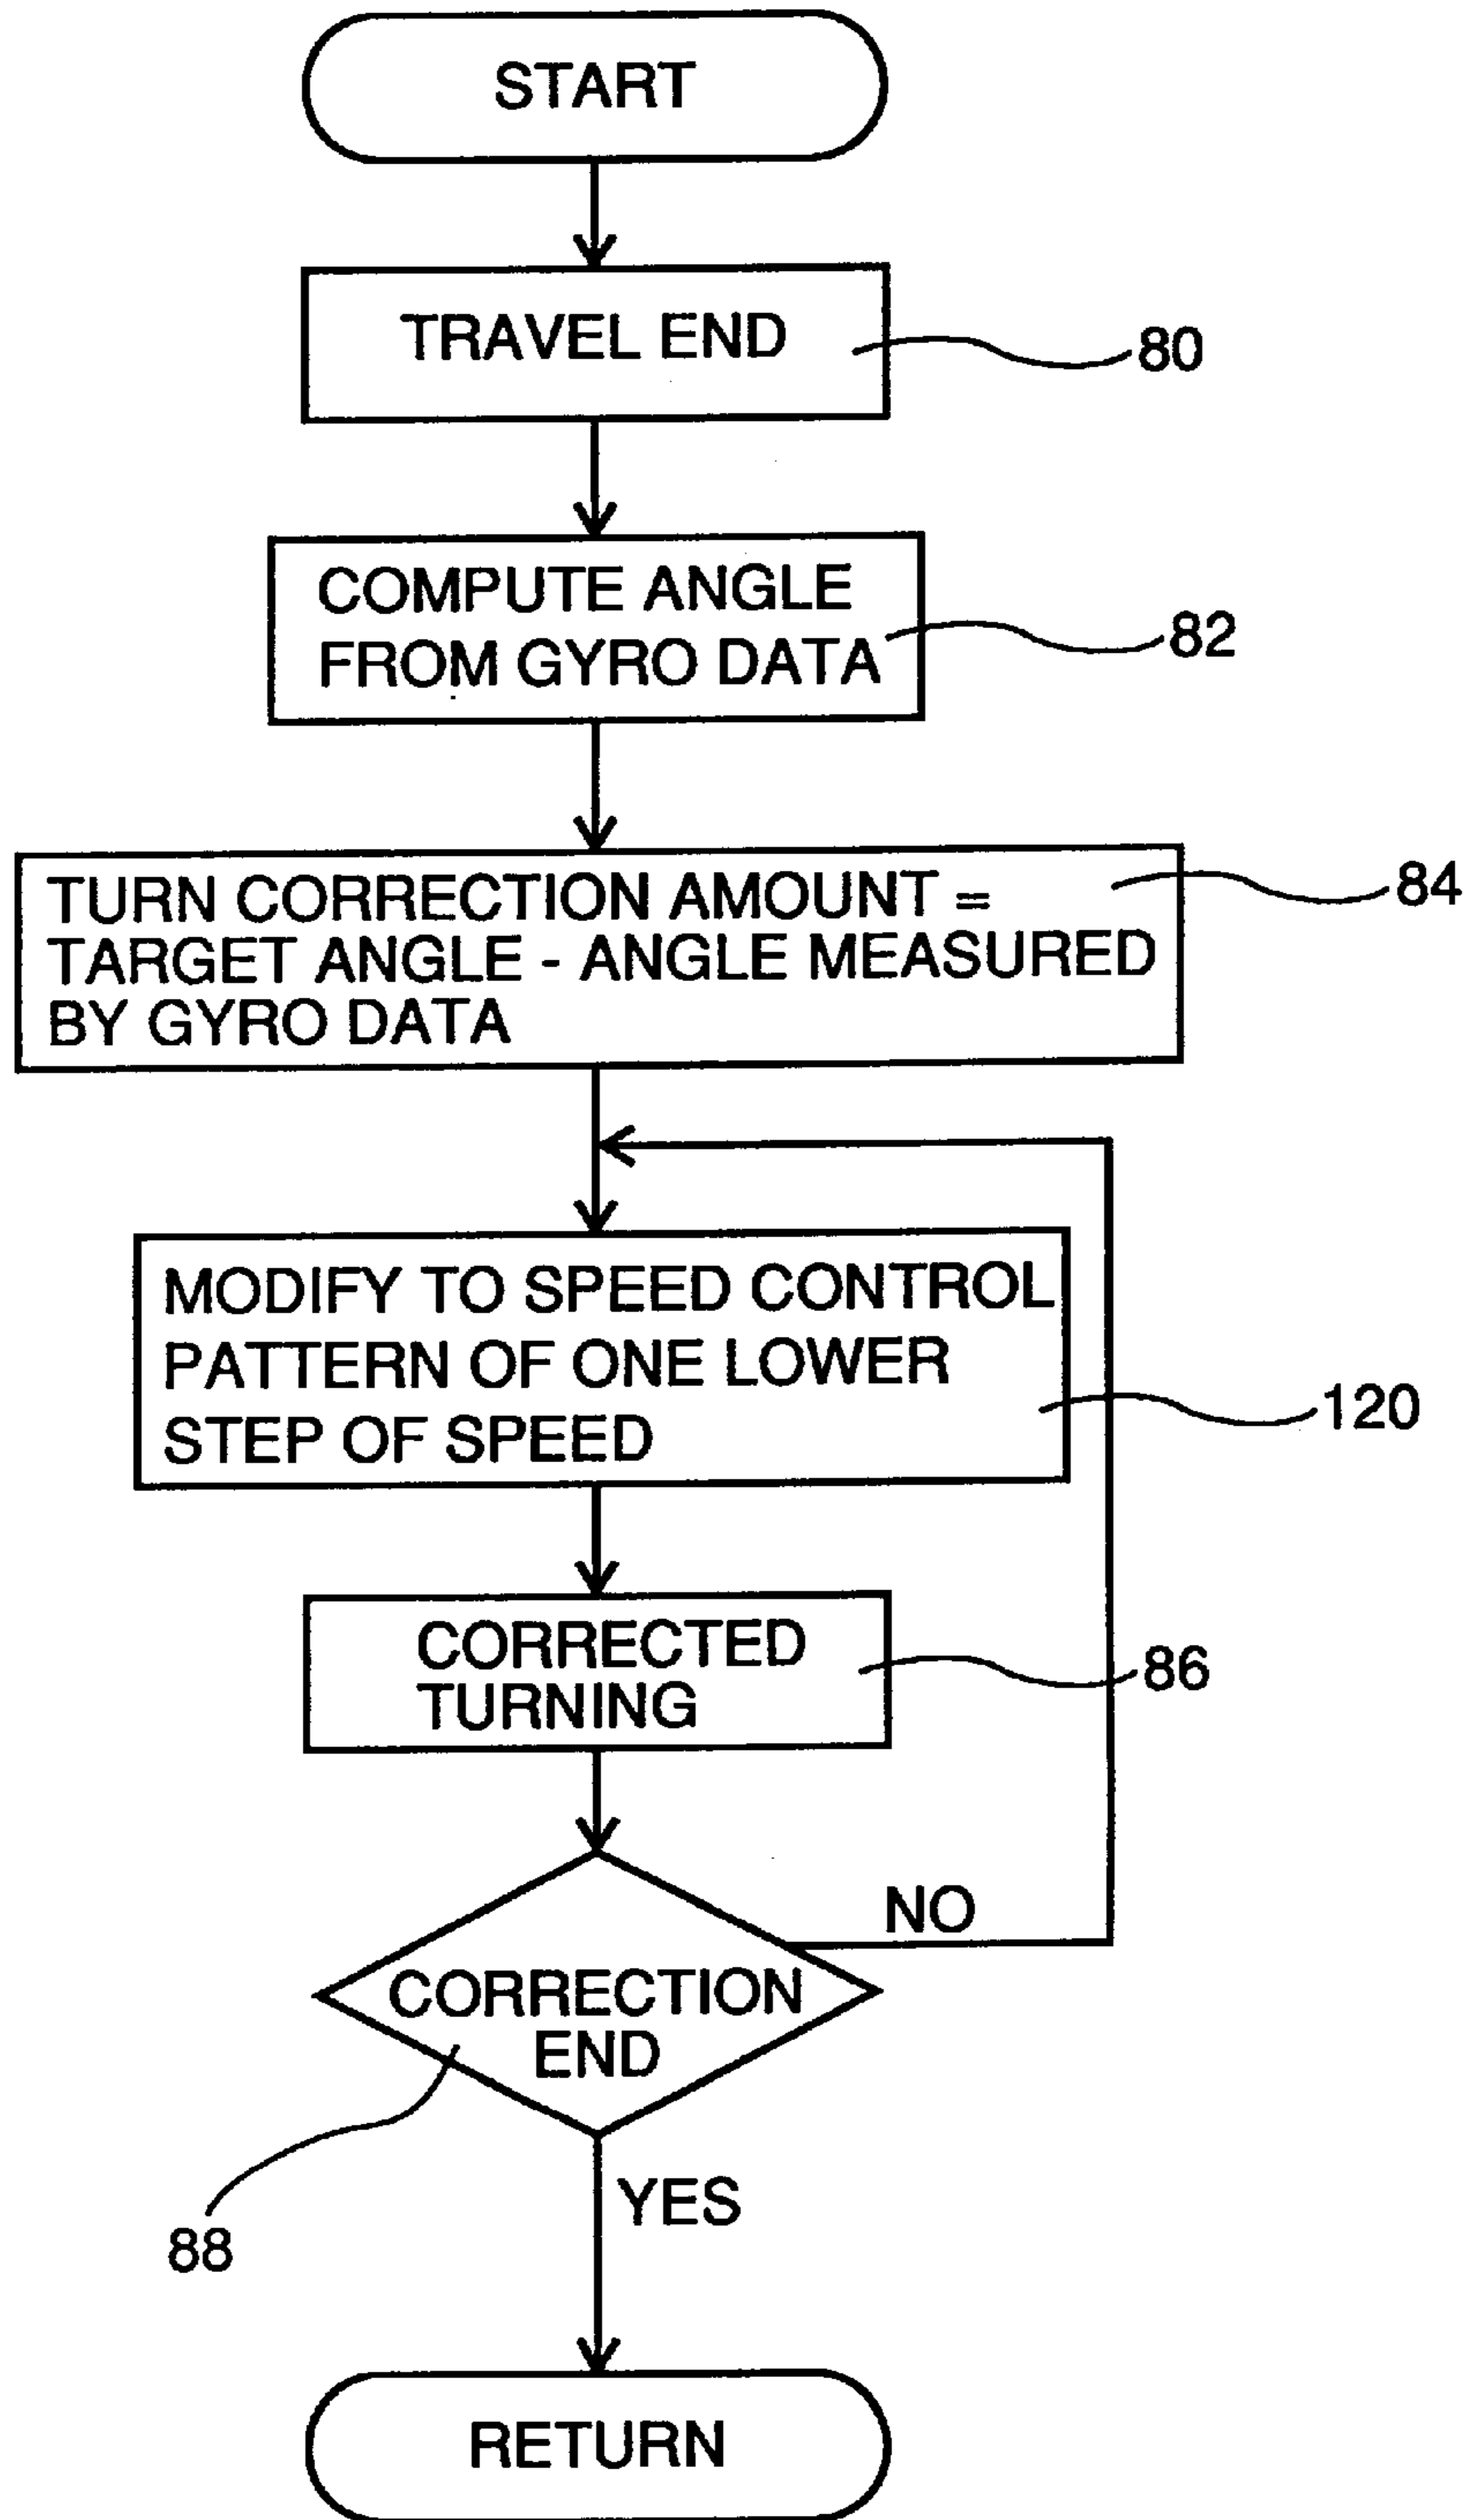 START
TRAVEL END
80
COMPUTE ANGLE
FROM GYRO DATA
82
TURN CORRECTION AMOUNT =
TARGET ANGLE - ANGLE MEASURED
BY GYRO DATA
84
MODIFY TO SPEED CONTROL
PATTERN OF ONE LOWER
STEP OF SPEED
120
CORRECTED
TURNING
86
NO
CORRECTION
END
YES
88
RETURN